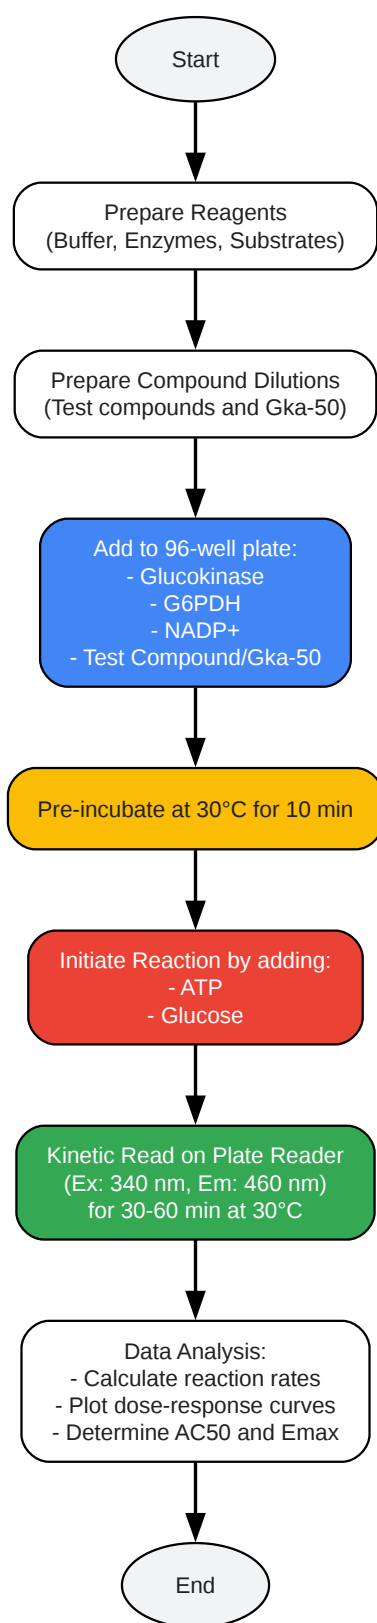 Start
Prepare Reagents
(Buffer, Enzymes, Substrates)
Prepare Compound Dilutions
(Test compounds and Gka-50)
Add to 96-well plate:
- Glucokinase
- G6PDH
- NADP+
- Test Compound/Gka-50
Pre-incubate at 30°C for 10 min
Initiate Reaction by adding:
- ATP
- Glucose
Kinetic Read on Plate Reader
(Ex: 340 nm, Em: 460 nm)
for 30-60 min at 30°C
Data Analysis:
- Calculate reaction rates
- Plot dose-response curves
- Determine AC50 and Emax
End